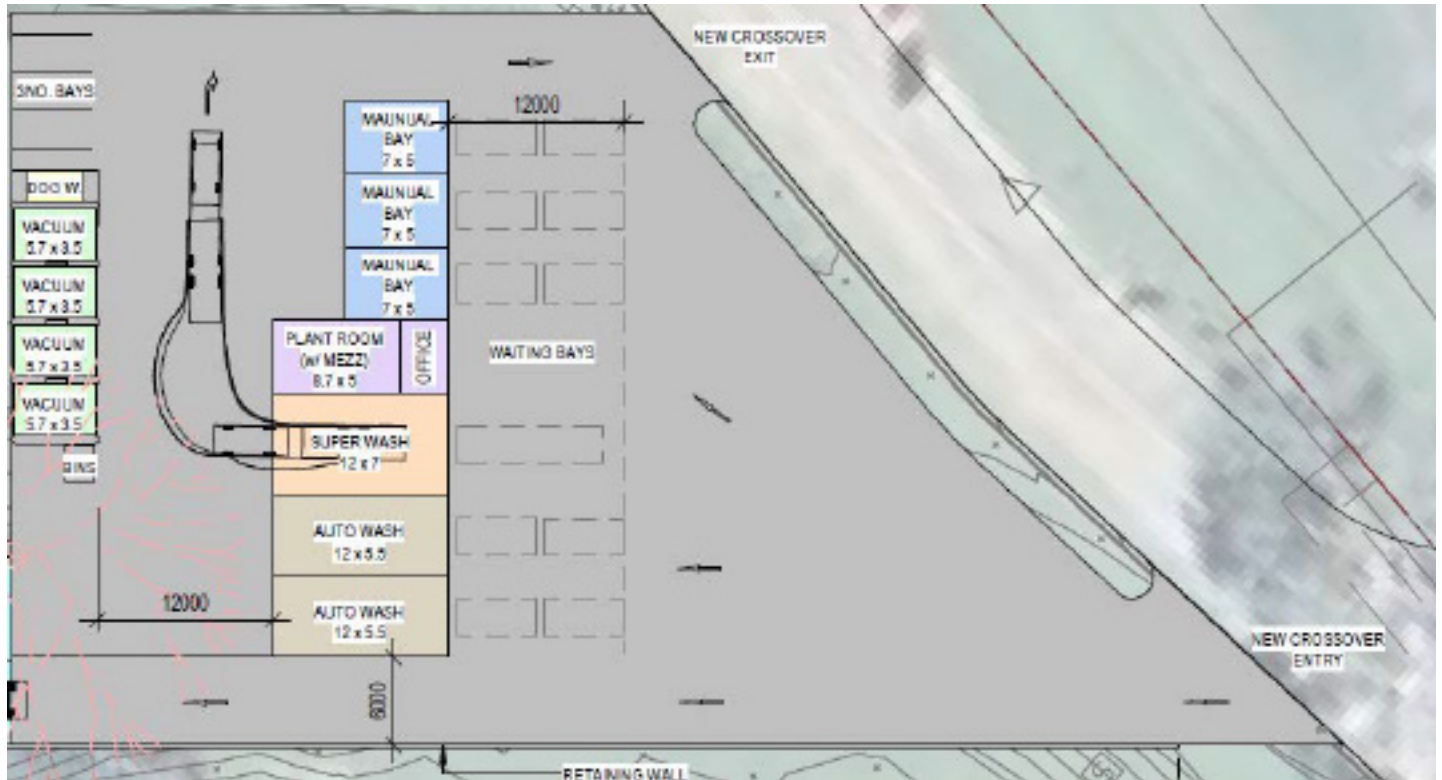 NEW CROSSOVER
EXIT
3NO. BAYS
12000
MAUNUAL
BAY
7 x 5
DOG W.
MAUNUAL
BAY
7 x 5
VACUUM
5.7 x 3.5
MAUNUAL
BAY
7 x 5
VACUUM
5.7 x 3.5
PLANT ROOM
(w/ MEZZ)
8.7 x 5
OFFICE
WAITING BAYS
VACUUM
5.7 x 3.5
VACUUM
5.7 x 3.5
SUPER WASH
12 x 7
BINS
AUTO WASH
12 x 5.5
12000
AUTO WASH
12 x 5.5
NEW CROSSOVER
ENTRY
6000
RETAINING WALL